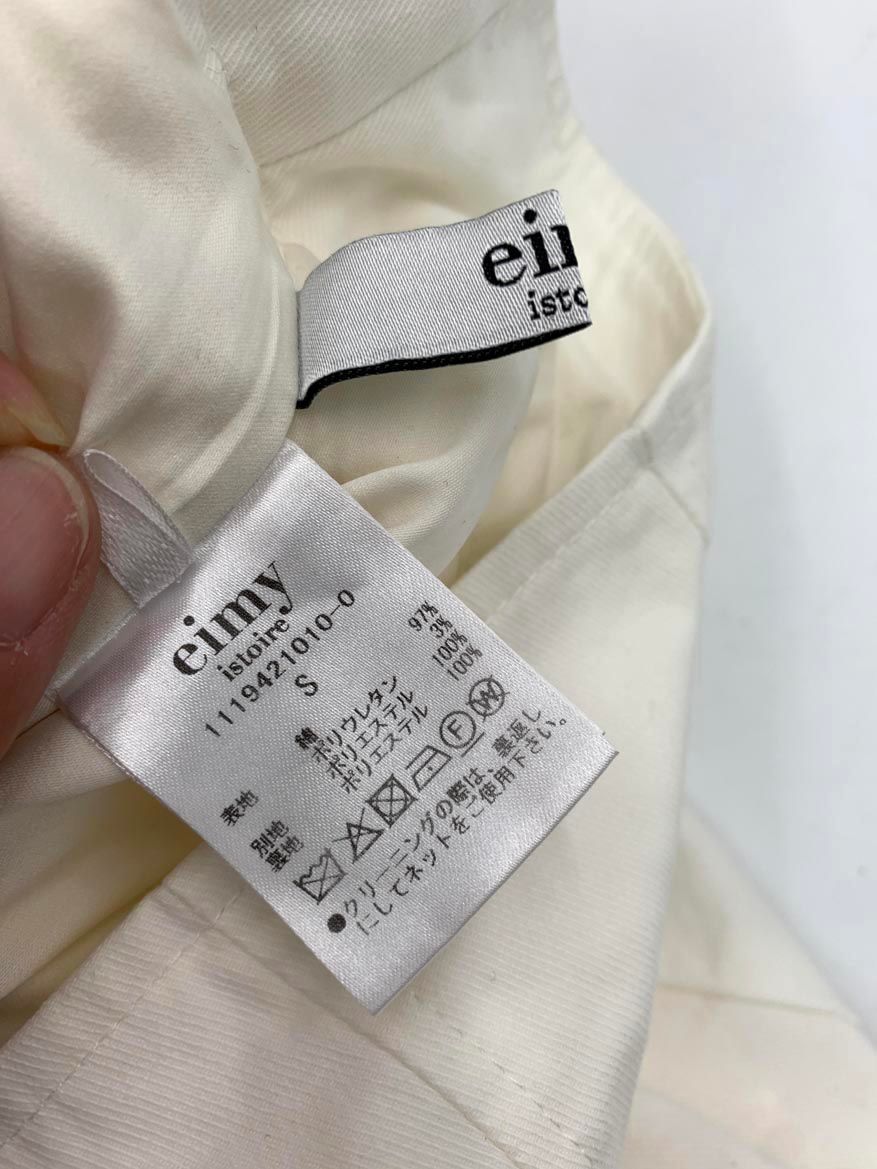 eim
isto
eimy
istoire
1119421010-0
S
表地 綿 97%
ポリウレタン 3%
別地 ポリエステル 100%
裏地 ポリエステル 100%
F W
●クリーニングの際は、裏返し
にしてネットをご使用下さい。